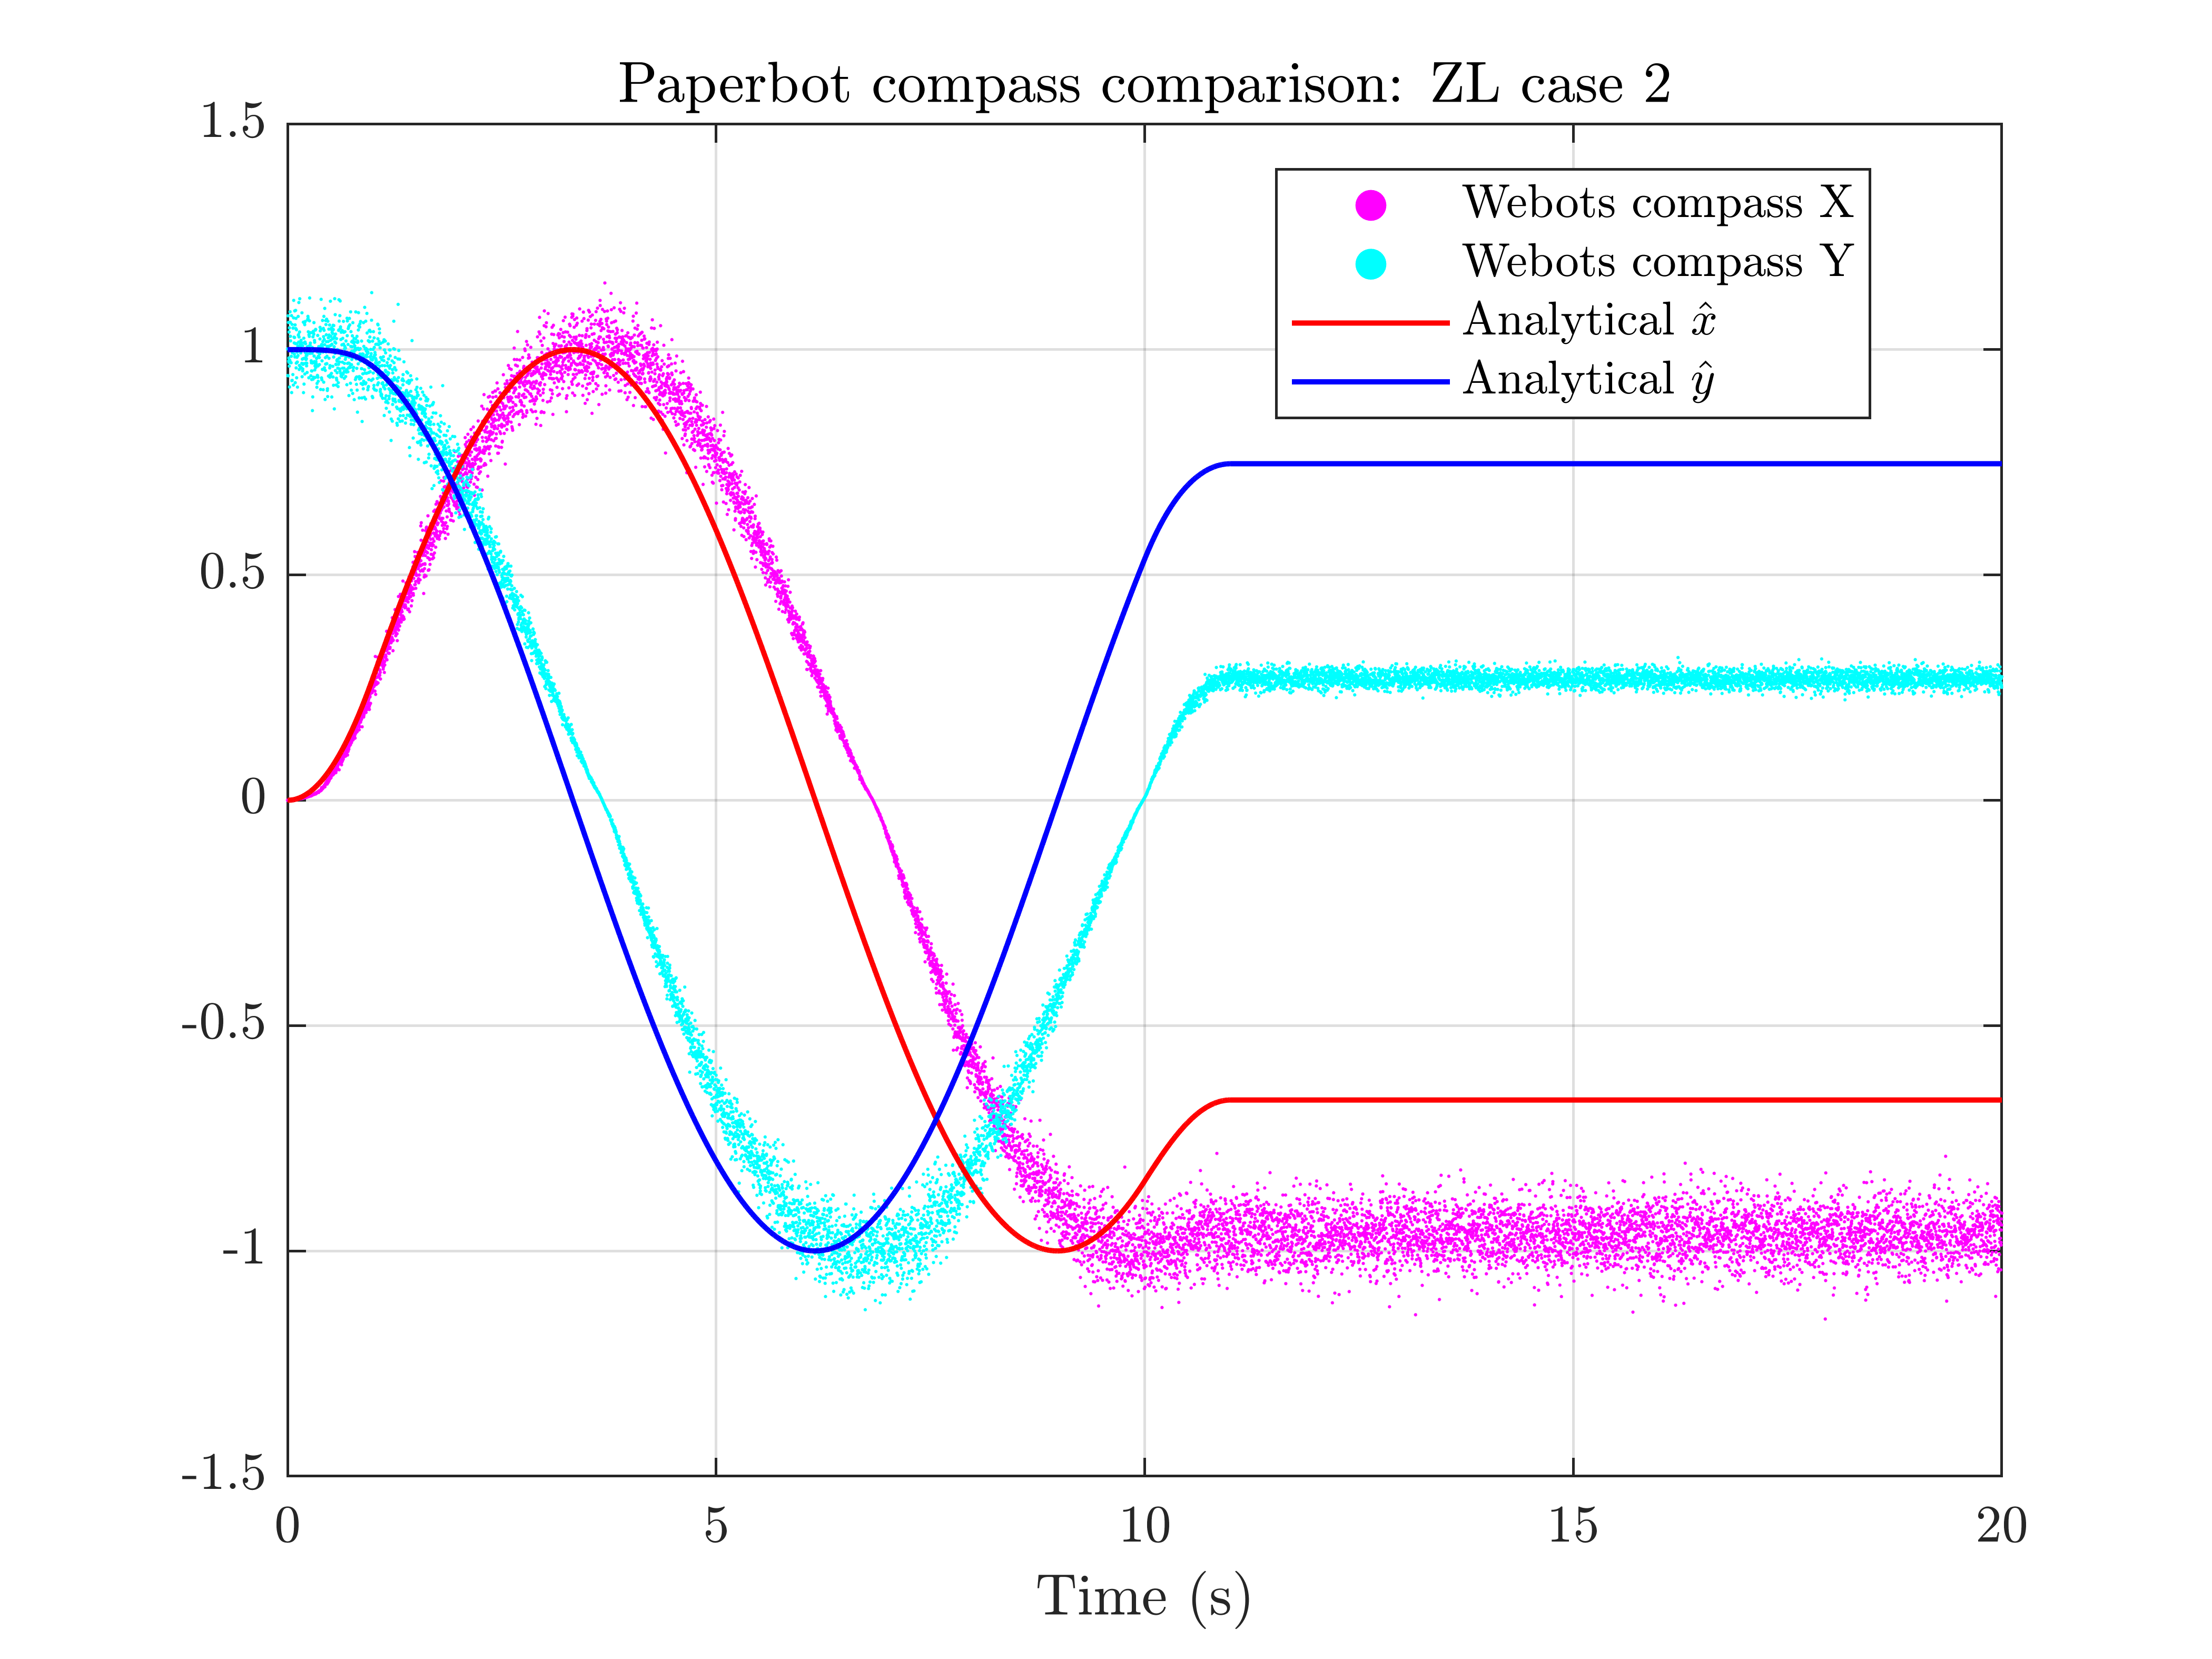 Paperbot compass comparison: ZL case 2
1.5
1
0.5
0
-0.5
-1
-1.5
Webots compass X
Webots compass Y
Analytical x̂
Analytical ŷ
0 5 10 15 20
Time (s)